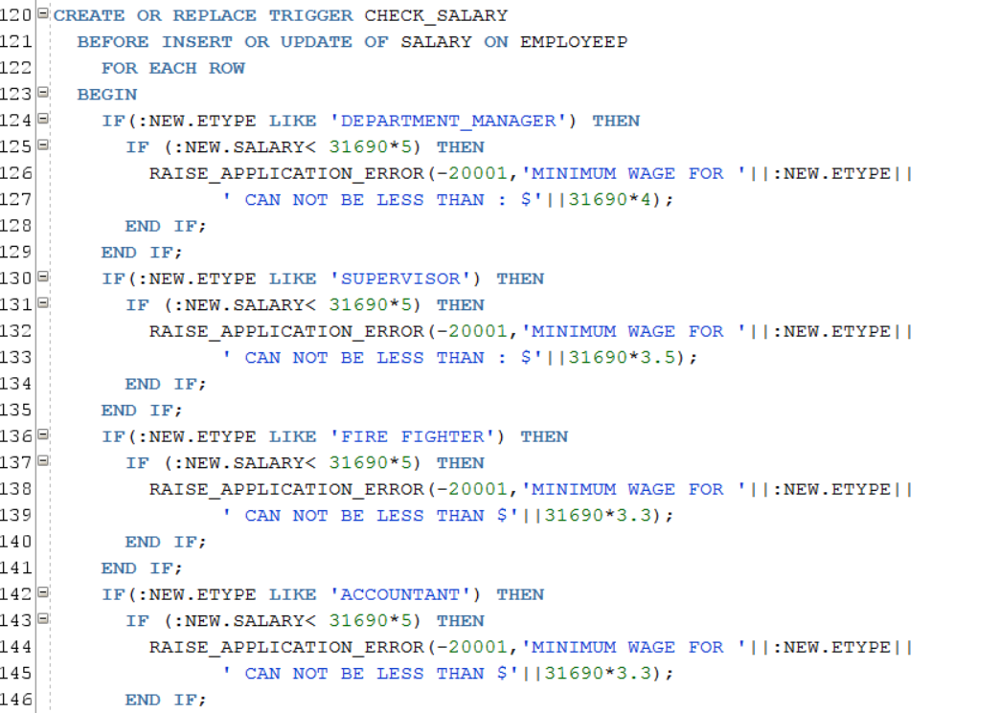 120 CREATE OR REPLACE TRIGGER CHECK_SALARY
121 BEFORE INSERT OR UPDATE OF SALARY ON EMPLOYEEP
122 FOR EACH ROW
123 BEGIN
124 IF(:NEW.ETYPE LIKE 'DEPARTMENT_MANAGER') THEN
125 IF (:NEW.SALARY< 31690*5) THEN
126 RAISE_APPLICATION_ERROR(-20001,'MINIMUM WAGE FOR '||:NEW.ETYPE||
127 ' CAN NOT BE LESS THAN : $'||31690*4);
128 END IF;
129 END IF;
130 IF(:NEW.ETYPE LIKE 'SUPERVISOR') THEN
131 IF (:NEW.SALARY< 31690*5) THEN
132 RAISE_APPLICATION_ERROR(-20001,'MINIMUM WAGE FOR '||:NEW.ETYPE||
133 ' CAN NOT BE LESS THAN : $'||31690*3.5);
134 END IF;
135 END IF;
136 IF(:NEW.ETYPE LIKE 'FIRE FIGHTER') THEN
137 IF (:NEW.SALARY< 31690*5) THEN
138 RAISE_APPLICATION_ERROR(-20001,'MINIMUM WAGE FOR '||:NEW.ETYPE||
139 ' CAN NOT BE LESS THAN $'||31690*3.3);
140 END IF;
141 END IF;
142 IF(:NEW.ETYPE LIKE 'ACCOUNTANT') THEN
143 IF (:NEW.SALARY< 31690*5) THEN
144 RAISE_APPLICATION_ERROR(-20001,'MINIMUM WAGE FOR '||:NEW.ETYPE||
145 ' CAN NOT BE LESS THAN $'||31690*3.3);
146 END IF;